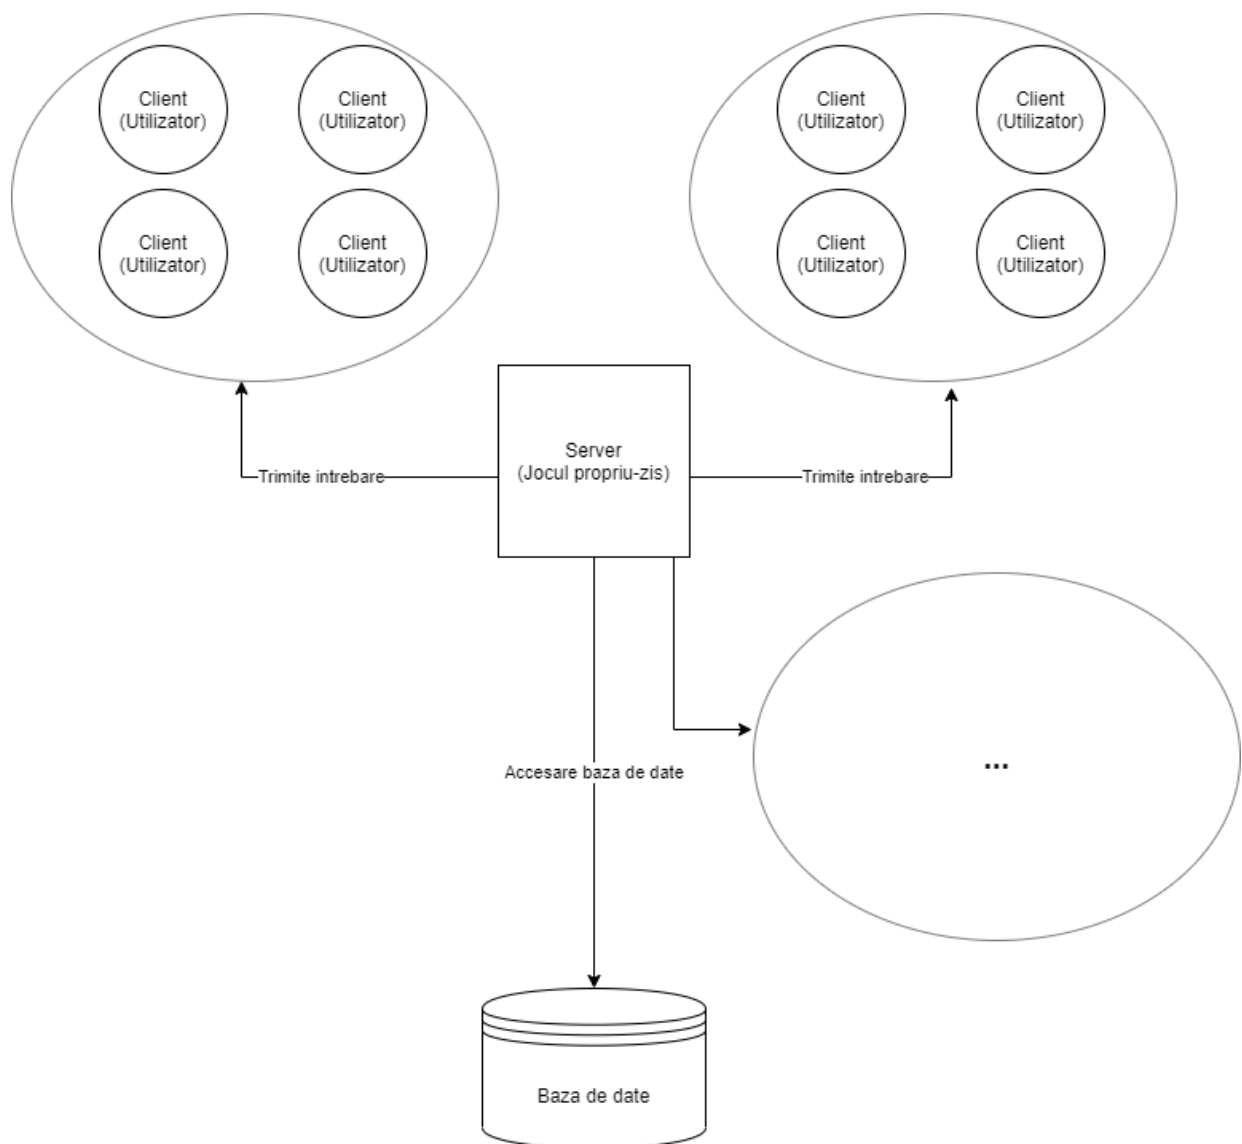 Client
(Utilizator)
Client
(Utilizator)
Client
(Utilizator)
Client
(Utilizator)
Client
(Utilizator)
Client
(Utilizator)
Client
(Utilizator)
Client
(Utilizator)
Server
(Jocul propriu-zis)
Trimite intrebare
Trimite intrebare
...
Accesare baza de date
Baza de date